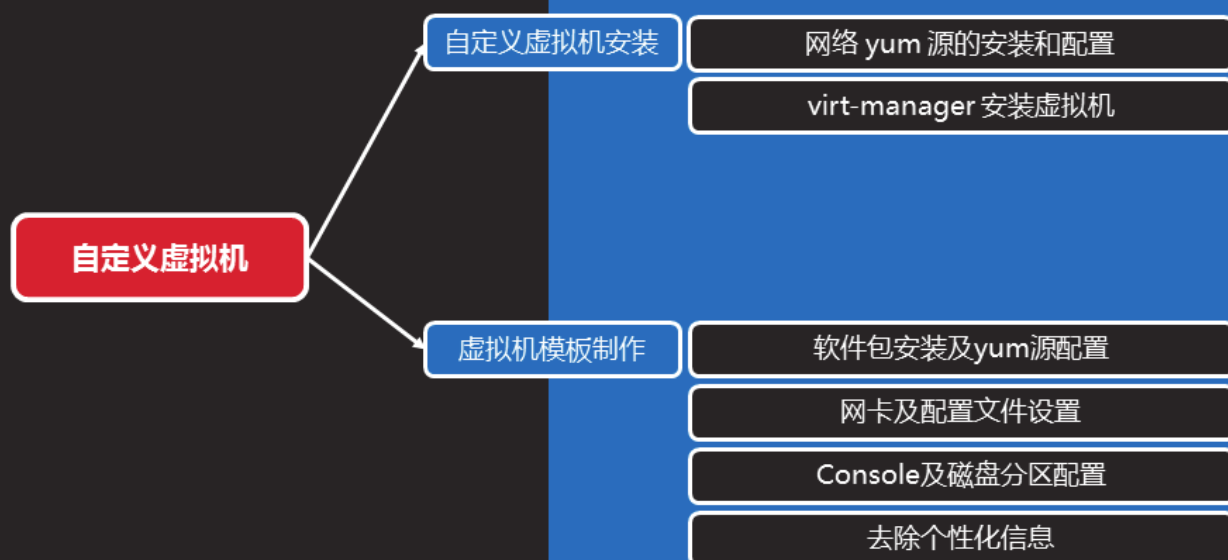 自定义虚拟机
自定义虚拟机安装
网络 yum 源的安装和配置
virt-manager 安装虚拟机
虚拟机模板制作
软件包安装及yum源配置
网卡及配置文件设置
Console及磁盘分区配置
去除个性化信息